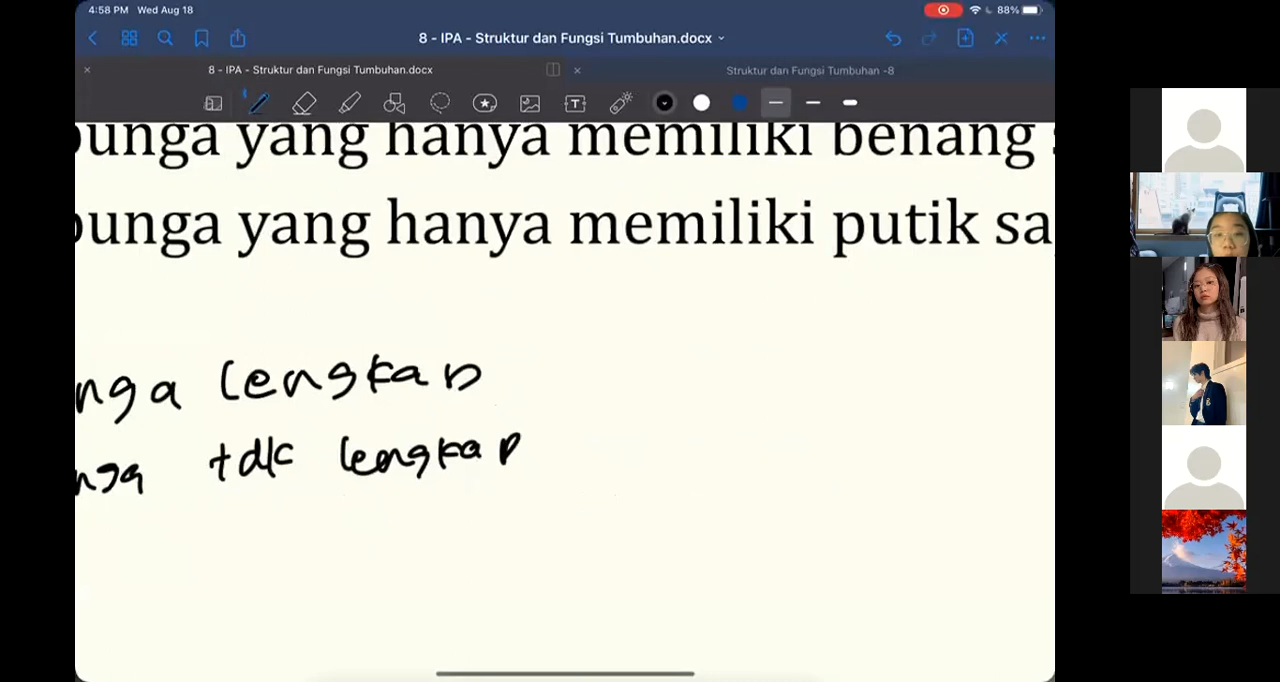 4:58 PM Wed Aug 18
88%
8 - IPA - Struktur dan Fungsi Tumbuhan.docx
8 - IPA - Struktur dan Fungsi Tumbuhan.docx
Struktur dan Fungsi Tumbuhan -8
bunga yang hanya memiliki benang s
bunga yang hanya memiliki putik sa
nga lengkap
nga tdk lengkap